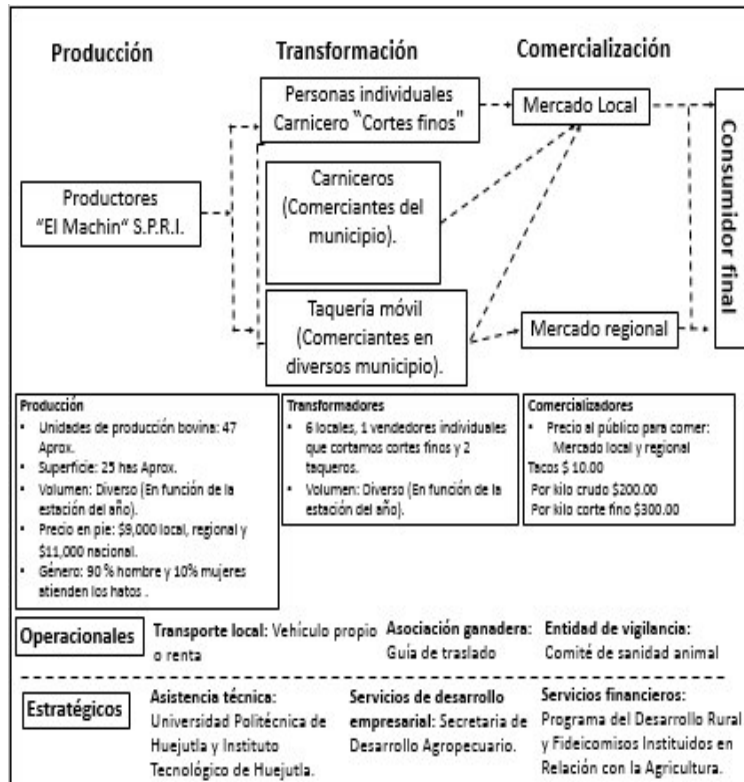 Producción
Transformación
Comercialización
Personas individuales
Carnicero "Cortes finos"
Mercado Local
Productores
"El Machin" S.P.R.I.
Carniceros
(Comerciantes del
municipio).
Taquería móvil
(Comerciantes en
diversos municipio).
Mercado regional
Consumidor final
Producción
• Unidades de producción bovina: 47
Aprox.
• Superficie: 25 has Aprox.
• Volumen: Diverso (En función de la
estación del año).
• Precio en pie: $9,000 local, regional y
$11,000 nacional.
• Género: 90 % hombre y 10% mujeres
atienden los hatos .
Transformadores
• 6 locales, 1 vendedores individuales
que cortamos cortes finos y 2
taqueros.
• Volumen: Diverso (En función de la
estación del año).
Comercializadores
• Precio al público para comer:
Mercado local y regional
Tacos $ 10.00
Por kilo crudo $200.00
Por kilo corte fino $300.00
Operacionales
Transporte local: Vehículo propio
o renta
Asociación ganadera:
Guía de traslado
Entidad de vigilancia:
Comité de sanidad animal
Estratégicos
Asistencia técnica:
Universidad Politécnica de
Huejutla y Instituto
Tecnológico de Huejutla.
Servicios de desarrollo
empresarial: Secretaria de
Desarrollo Agropecuario.
Servicios financieros:
Programa del Desarrollo Rural
y Fideicomisos Instituidos en
Relación con la Agricultura.